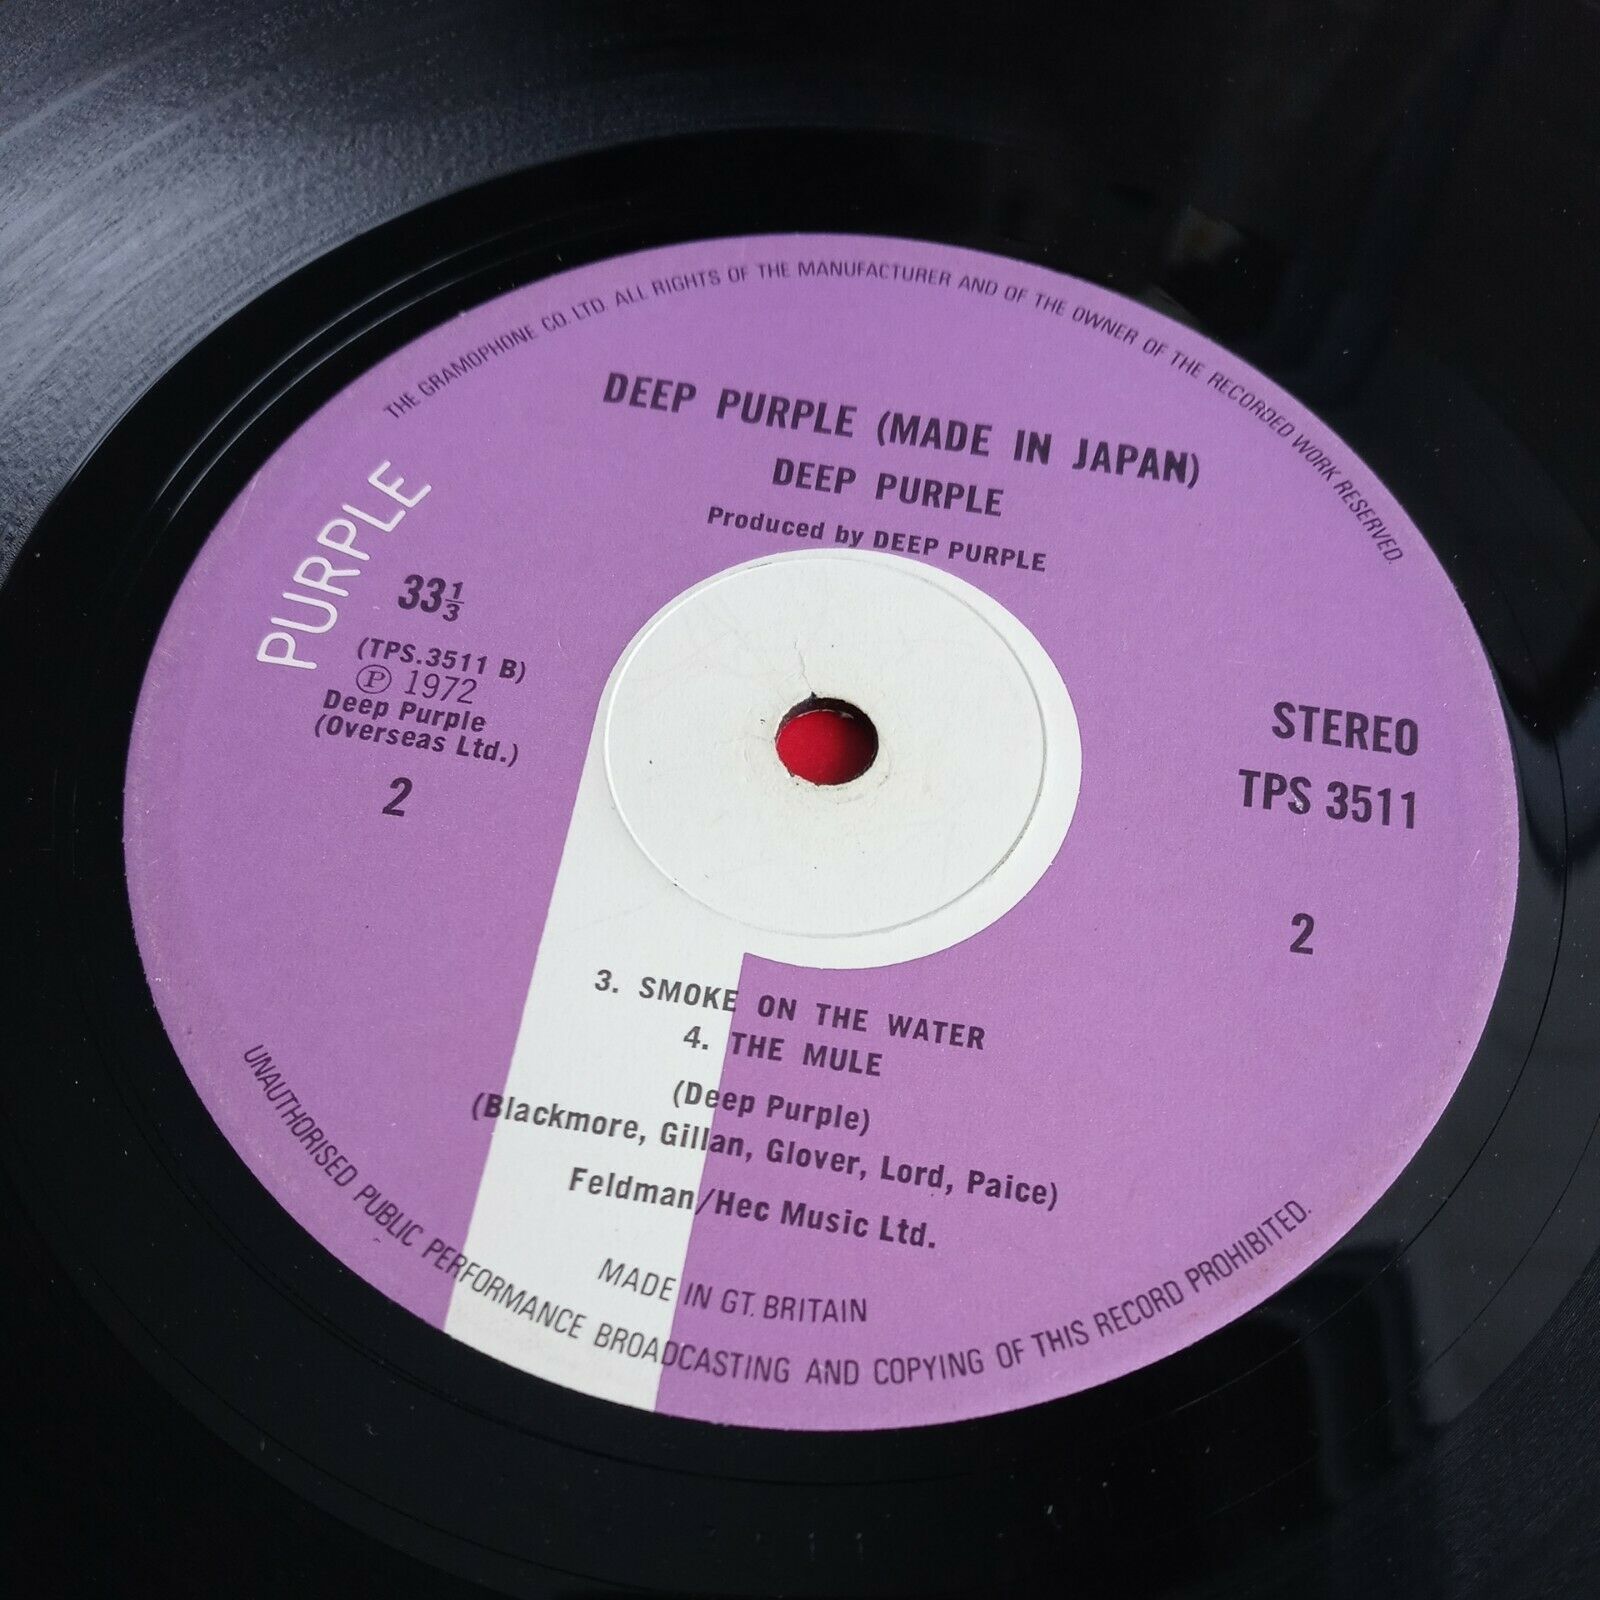 THE GRAMOPHONE CO. LTD. ALL RIGHTS OF THE MANUFACTURER AND OF THE OWNER OF THE RECORDED WORK RESERVED.
DEEP PURPLE (MADE IN JAPAN)
DEEP PURPLE
Produced by DEEP PURPLE
PURPLE
33⅓
(TPS.3511 B)
Ⓟ 1972
Deep Purple
(Overseas Ltd.)
2
STEREO
TPS 3511
2
3. SMOKE ON THE WATER
4. THE MULE
(Deep Purple)
(Blackmore, Gillan, Glover, Lord, Paice)
Feldman/Hec Music Ltd.
MADE IN GT. BRITAIN
UNAUTHORISED PUBLIC PERFORMANCE BROADCASTING AND COPYING OF THIS RECORD PROHIBITED.